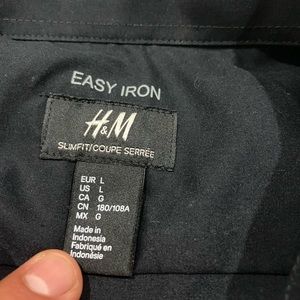 EASY IRON
H&M
SLIMFIT/COUPE SERRÉE
EUR L
US L
CA G
CN 180/108A
MX G
Made in
Indonesia
Fabriqué en
Indonésie